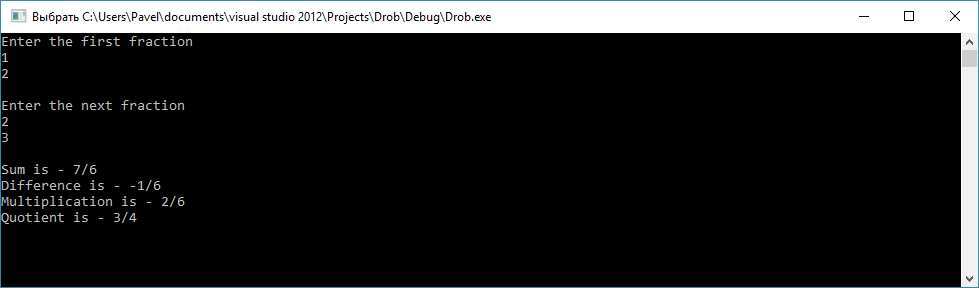 Выбрать C:\Users\Pavel\documents\visual studio 2012\Projects\Drob\Debug\Drob.exe
Enter the first fraction
1
2
Enter the next fraction
2
3
Sum is - 7/6
Difference is - -1/6
Multiplication is - 2/6
Quotient is - 3/4